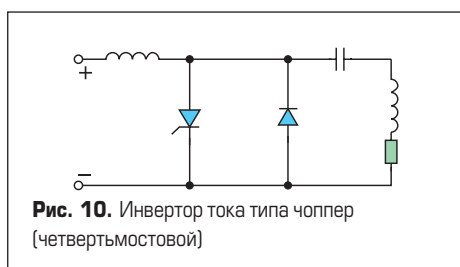 +
–
Рис. 10. Инвертор тока типа чоппер
(четвертьмостовой)